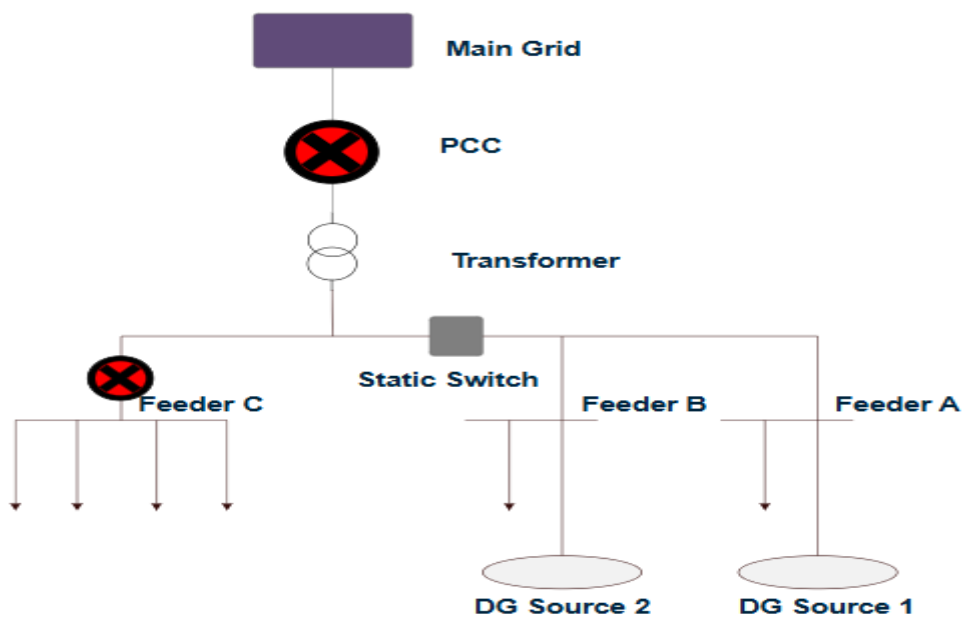 Main Grid
PCC
Transformer
Static Switch
Feeder C
Feeder B
Feeder A
DG Source 2
DG Source 1